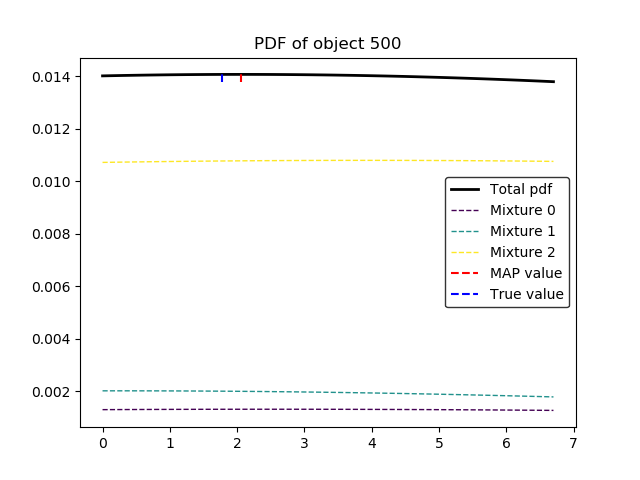 PDF of object 500
0.014
0.012
0.010
0.008
0.006
0.004
0.002
Total pdf
Mixture 0
Mixture 1
Mixture 2
MAP value
True value
0 1 2 3 4 5 6 7